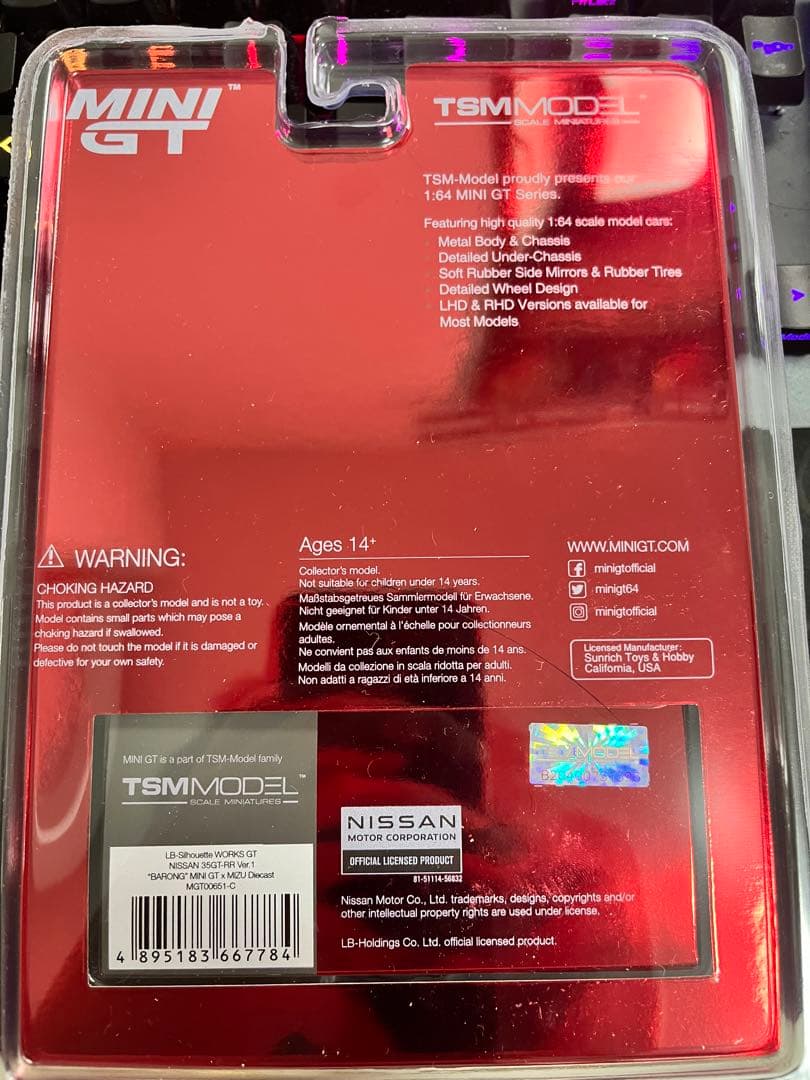 MINI GT™
TSMMODEL
SCALE MINIATURES
TSM-Model proudly presents our
1:64 MINI GT Series.
Featuring high quality 1:64 scale model cars:
Metal Body & Chassis
Detailed Under-Chassis
Soft Rubber Side Mirrors & Rubber Tires
Detailed Wheel Design
LHD & RHD Versions available for
Most Models
WARNING:
CHOKING HAZARD
This product is a collector's model and is not a toy.
Model contains small parts which may pose a
choking hazard if swallowed.
Please do not touch the model if it is damaged or
defective for your own safety.
Ages 14+
Collector's model.
Not suitable for children under 14 years.
Maßstabsgetreues Sammlermodell für Erwachsene.
Nicht geeignet für Kinder unter 14 Jahren.
Modèle ornemental à l'échelle pour collectionneurs
adultes.
Ne convient pas aux enfants de moins de 14 ans.
Modelli da collezione in scala ridotta per adulti.
Non adatti a ragazzi di età inferiore a 14 anni.
WWW.MINIGT.COM
minigtofficial
minigt64
minigtofficial
Licensed Manufacturer:
Sunrich Toys & Hobby
California, USA
MINI GT is a part of TSM-Model family
TSMMODEL™
SCALE MINIATURES
LB-Silhouette WORKS GT
NISSAN 35GT-RR Ver.1
"BARONG" MINI GT x MIZU Diecast
MGT00651-C
4 895183 667784
NISSAN
MOTOR CORPORATION
OFFICIAL LICENSED PRODUCT
81-51114-56832
Nissan Motor Co., Ltd. trademarks, designs, copyrights and/or
other intellectual property rights are used under license.
LB-Holdings Co. Ltd. official licensed product.